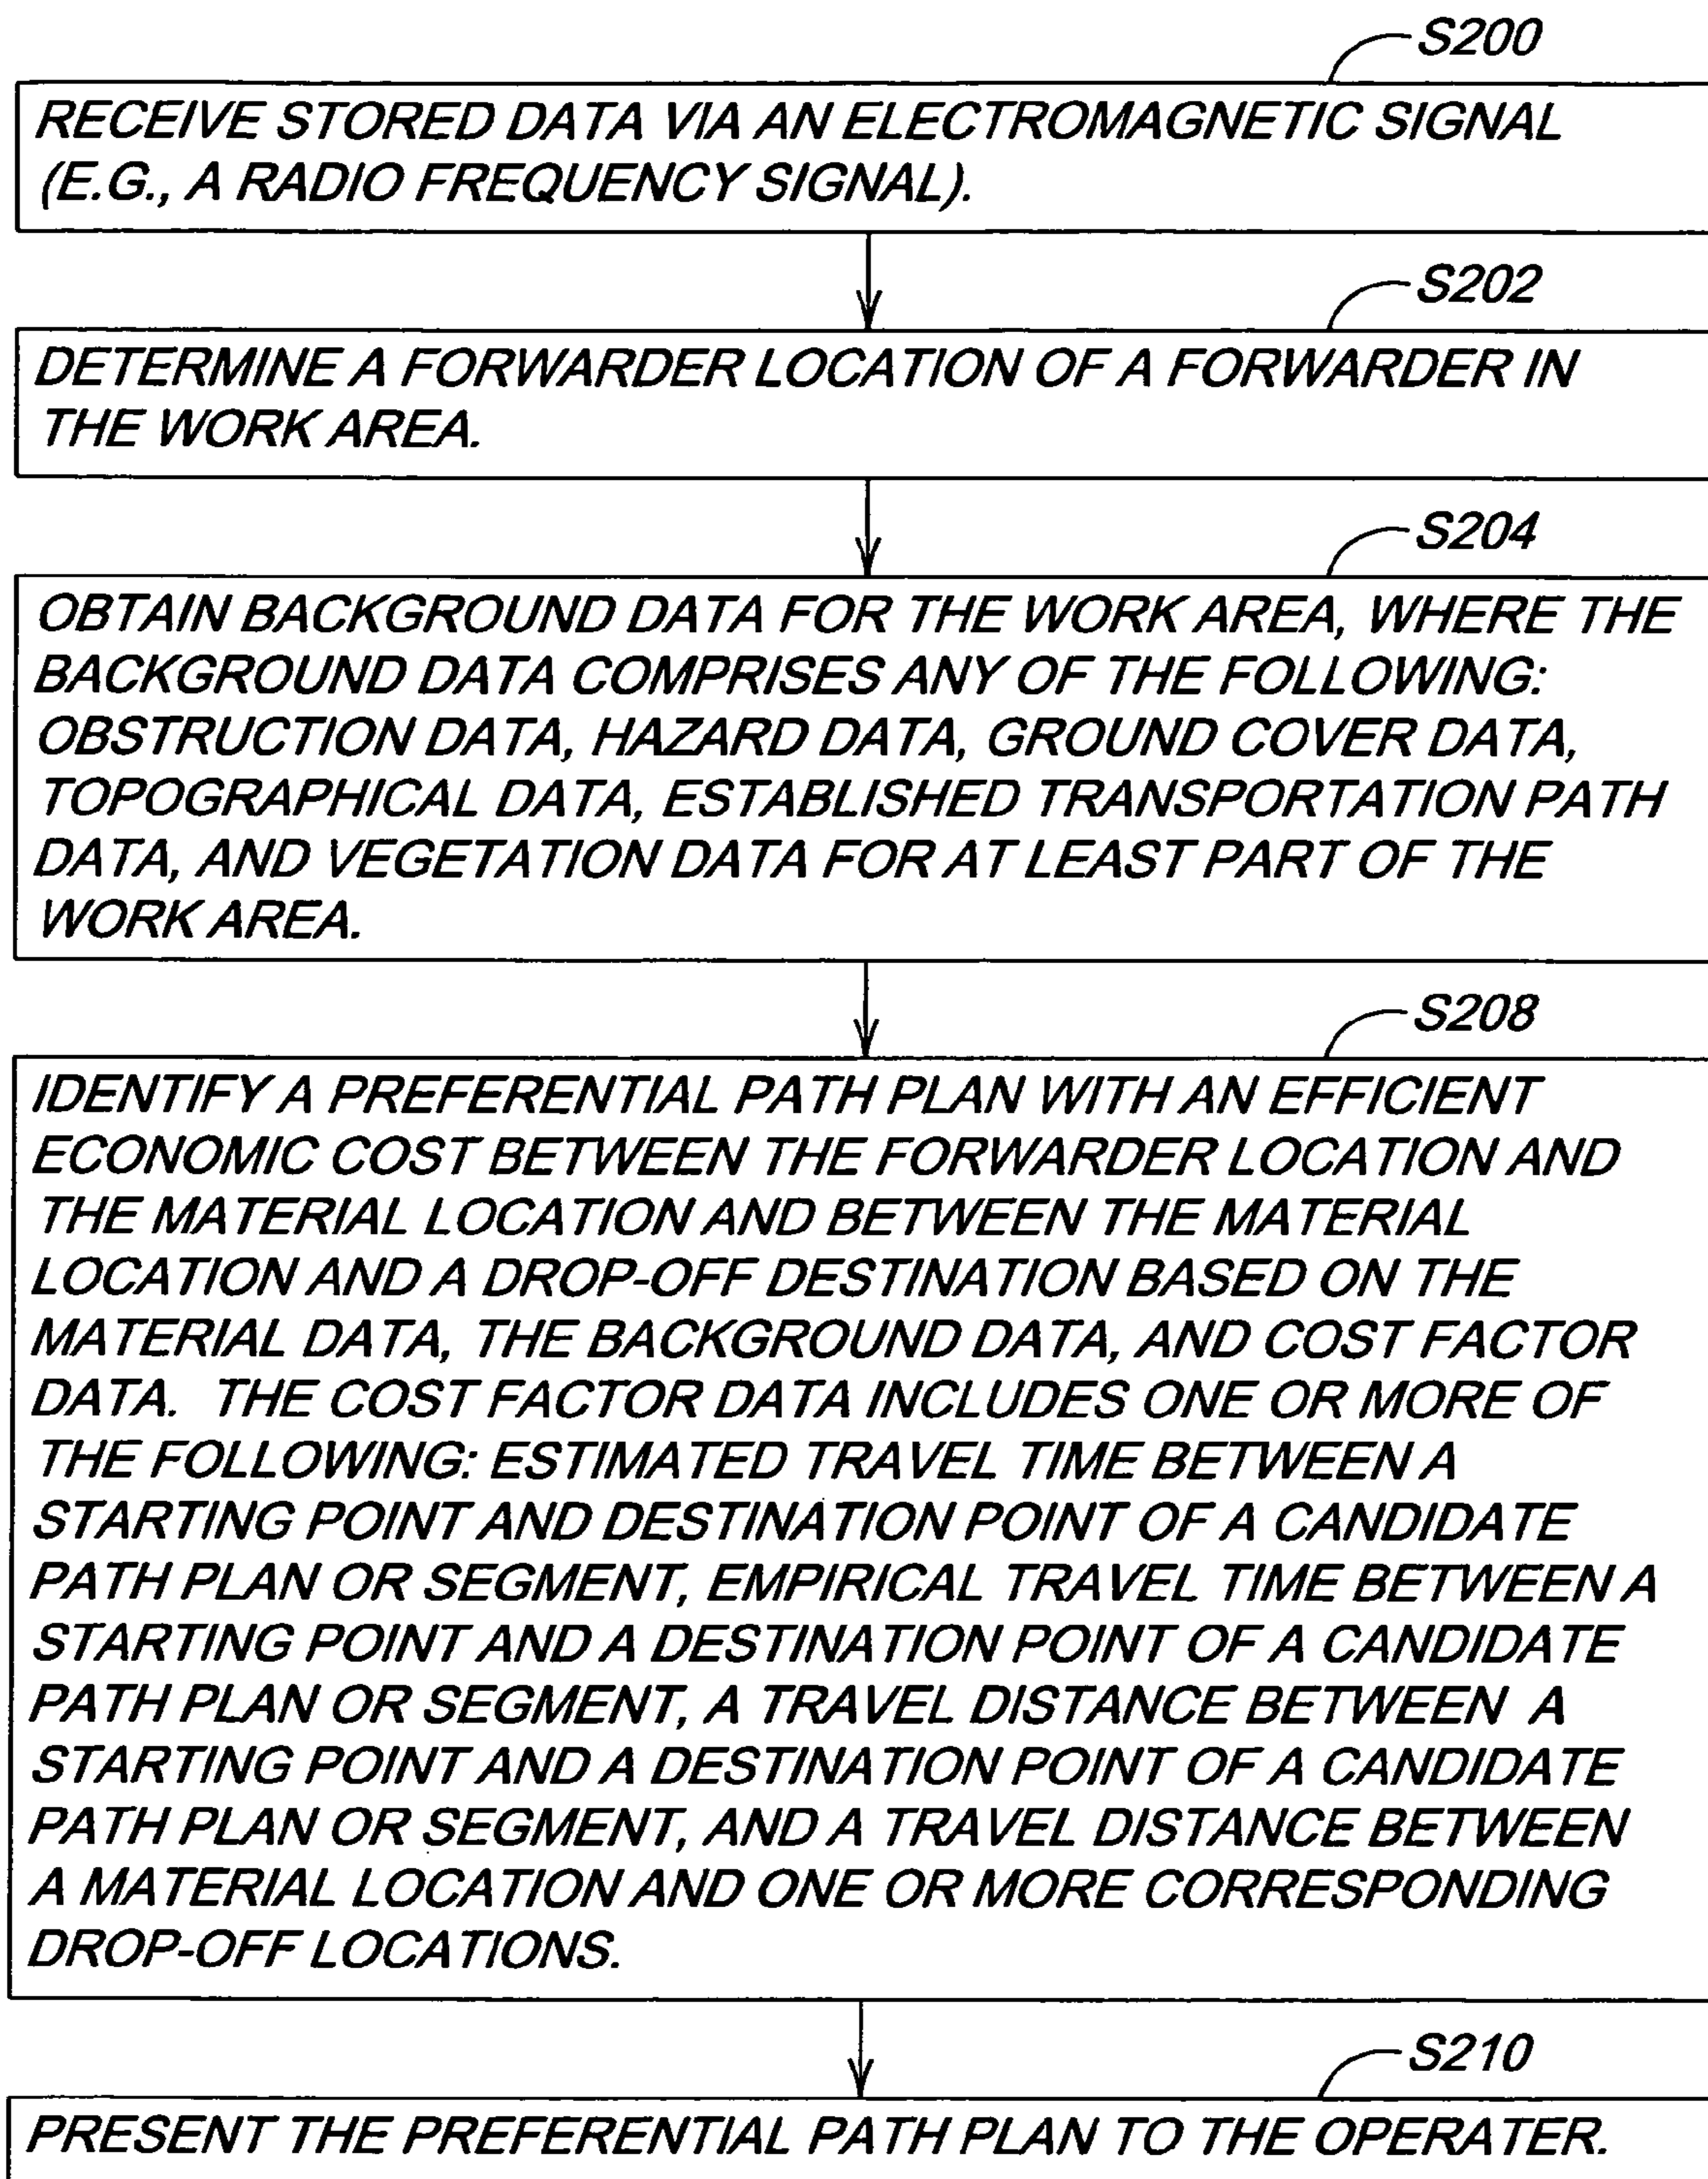 S200
RECEIVE STORED DATA VIA AN ELECTROMAGNETIC SIGNAL
(E.G., A RADIO FREQUENCY SIGNAL).
S202
DETERMINE A FORWARDER LOCATION OF A FORWARDER IN
THE WORK AREA.
S204
OBTAIN BACKGROUND DATA FOR THE WORK AREA, WHERE THE
BACKGROUND DATA COMPRISES ANY OF THE FOLLOWING:
OBSTRUCTION DATA, HAZARD DATA, GROUND COVER DATA,
TOPOGRAPHICAL DATA, ESTABLISHED TRANSPORTATION PATH
DATA, AND VEGETATION DATA FOR AT LEAST PART OF THE
WORK AREA.
S208
IDENTIFY A PREFERENTIAL PATH PLAN WITH AN EFFICIENT
ECONOMIC COST BETWEEN THE FORWARDER LOCATION AND
THE MATERIAL LOCATION AND BETWEEN THE MATERIAL
LOCATION AND A DROP-OFF DESTINATION BASED ON THE
MATERIAL DATA, THE BACKGROUND DATA, AND COST FACTOR
DATA. THE COST FACTOR DATA INCLUDES ONE OR MORE OF
THE FOLLOWING: ESTIMATED TRAVEL TIME BETWEEN A
STARTING POINT AND DESTINATION POINT OF A CANDIDATE
PATH PLAN OR SEGMENT, EMPIRICAL TRAVEL TIME BETWEEN A
STARTING POINT AND A DESTINATION POINT OF A CANDIDATE
PATH PLAN OR SEGMENT, A TRAVEL DISTANCE BETWEEN A
STARTING POINT AND A DESTINATION POINT OF A CANDIDATE
PATH PLAN OR SEGMENT, AND A TRAVEL DISTANCE BETWEEN
A MATERIAL LOCATION AND ONE OR MORE CORRESPONDING
DROP-OFF LOCATIONS.
S210
PRESENT THE PREFERENTIAL PATH PLAN TO THE OPERATER.